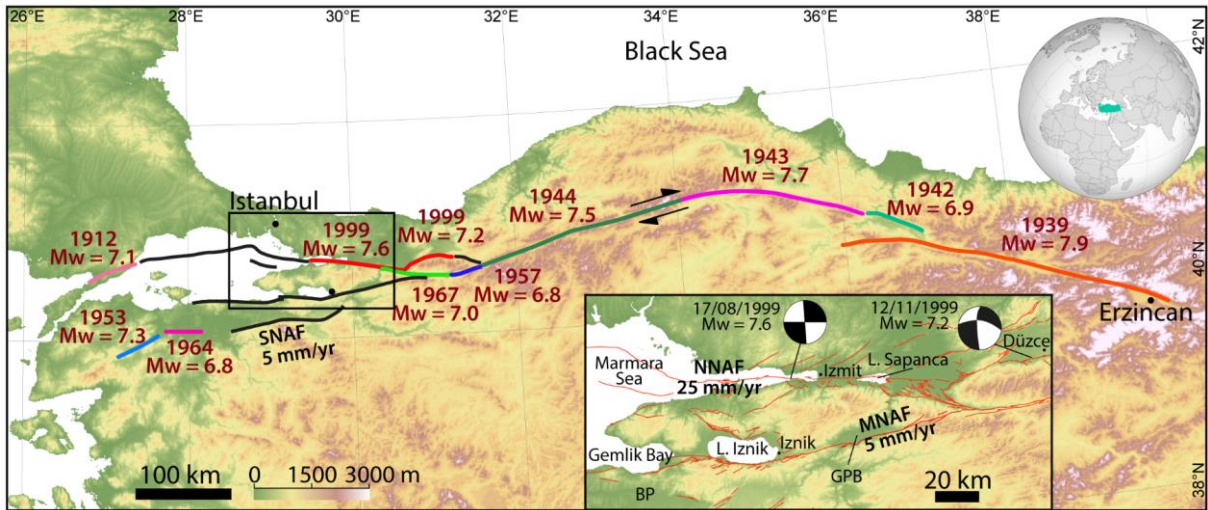 26°E
28°E
30°E
32°E
34°E
36°E
38°E
42°N
Black Sea
1943
Mw = 7.7
1944
Mw = 7.5
1942
Mw = 6.9
Istanbul
1999
Mw = 7.6
1999
Mw = 7.2
1912
Mw = 7.1
1939
Mw = 7.9
40°N
1957
Mw = 6.8
1967
Mw = 7.0
Erzincan
1953
Mw = 7.3
1964
Mw = 6.8
SNAF
5 mm/yr
17/08/1999
Mw = 7.6
12/11/1999
Mw = 7.2
Düzce
Marmara
Sea
NNAF
25 mm/yr
Izmit
L. Sapanca
MNAF
5 mm/yr
Gemlik Bay
L. Iznik
Iznik
BP
GPB
20 km
100 km
0 1500 3000 m
38°N